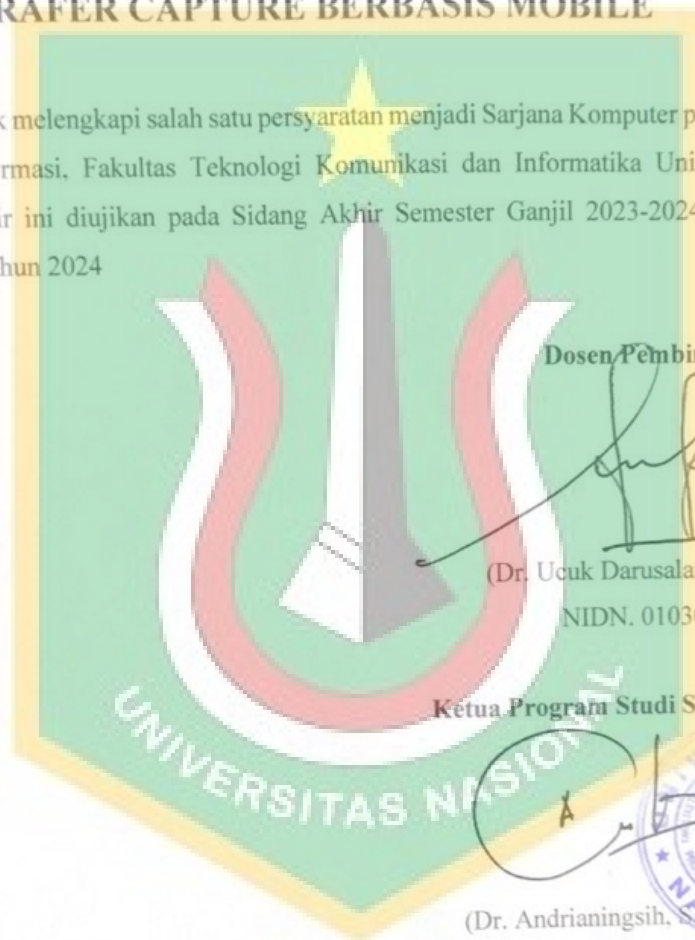 RAFER CAPTURE BERBASIS MOBILE
k melengkapi salah satu persyaratan menjadi Sarjana Komputer p
rmasi, Fakultas Teknologi Komunikasi dan Informatika Uni
ir ini diujikan pada Sidang Akhir Semester Ganjil 2023-2024
hun 2024
Dosen Pembi
(Dr. Ucuk Darusala
NIDN. 0103
Ketua Program Studi S
UNIVERSITAS NASIONAL
(Dr. Andrianingsih, S